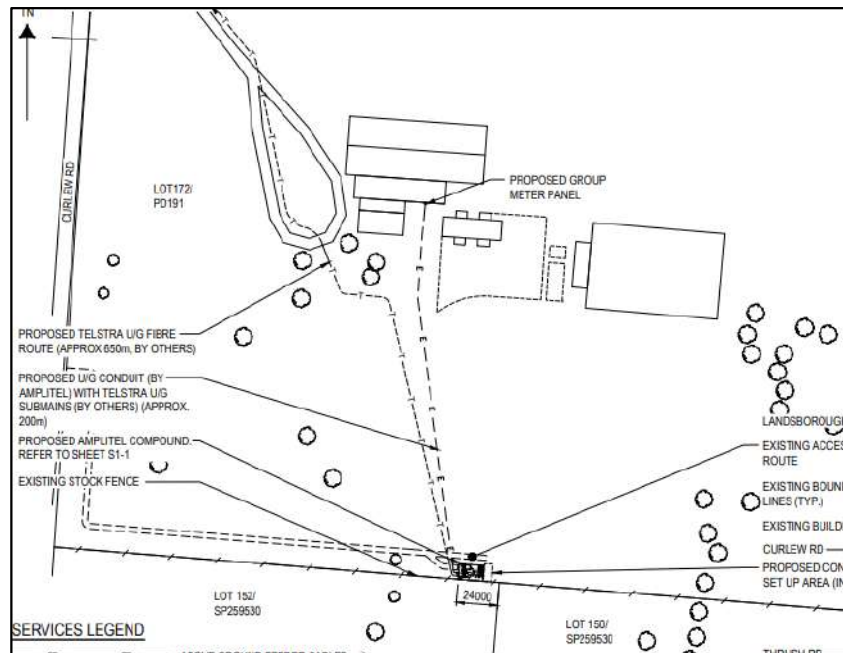 TN
CURLEW RD
LOT172/
PD191
PROPOSED GROUP
METER PANEL
PROPOSED TELSTRA U/G FIBRE
ROUTE (APPROX 650m, BY OTHERS)
PROPOSED U/G CONDUIT (BY
AMPLITEL) WITH TELSTRA U/G
SUBMAINS (BY OTHERS) (APPROX.
200m)
PROPOSED AMPLITEL COMPOUND.
REFER TO SHEET S1-1
EXISTING STOCK FENCE
LANDSBOROUG
EXISTING ACCES
ROUTE
EXISTING BOUN
LINES (TYP.)
EXISTING BUILD
CURLEW RD
PROPOSED CON
SET UP AREA (IN
24000
LOT 152/
SP259530
LOT 150/
SP259530
SERVICES LEGEND